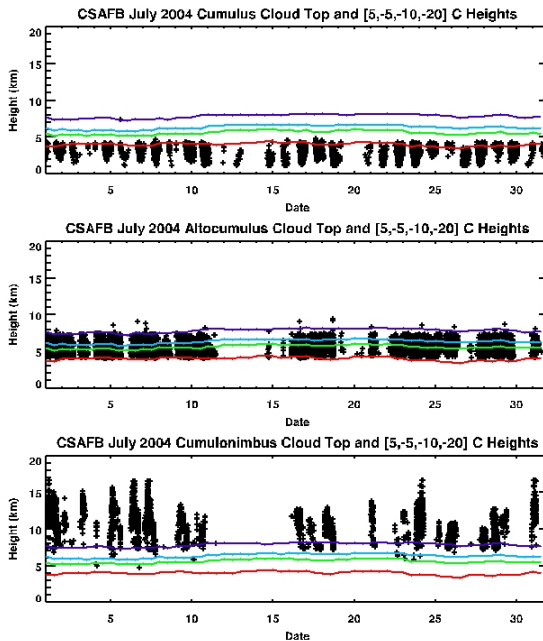 CSAFB July 2004 Cumulus Cloud Top and [5,-5,-10,-20] C Heights
20
15
10
5
0
Height (km)
5 10 15 20 25 30
Date
CSAFB July 2004 Altocumulus Cloud Top and [5,-5,-10,-20] C Heights
20
15
10
5
0
Height (km)
5 10 15 20 25 30
Date
CSAFB July 2004 Cumulonimbus Cloud Top and [5,-5,-10,-20] C Heights
20
15
10
5
0
Height (km)
5 10 15 20 25 30
Date